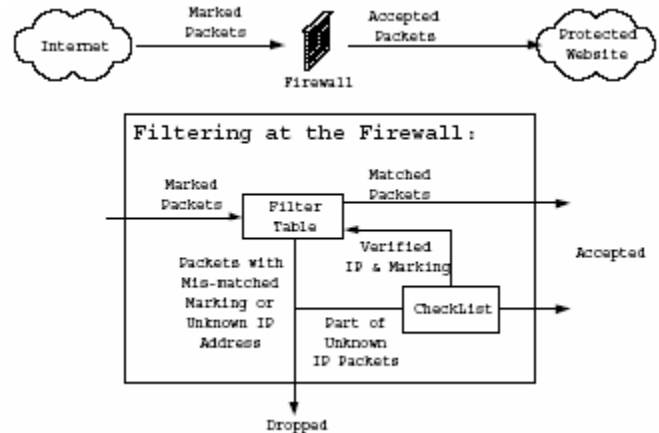 Marked
Packets
Accepted
Packets
Internet
Firewall
Protected
Website
Filtering at the Firewall:
Marked
Packets
Filter
Table
Matched
Packets
Verified
IP & Marking
Accepted
Packets with
Mis-matched
Marking or
Unknown IP
Address
CheckList
Part of
Unknown
IP Packets
Dropped